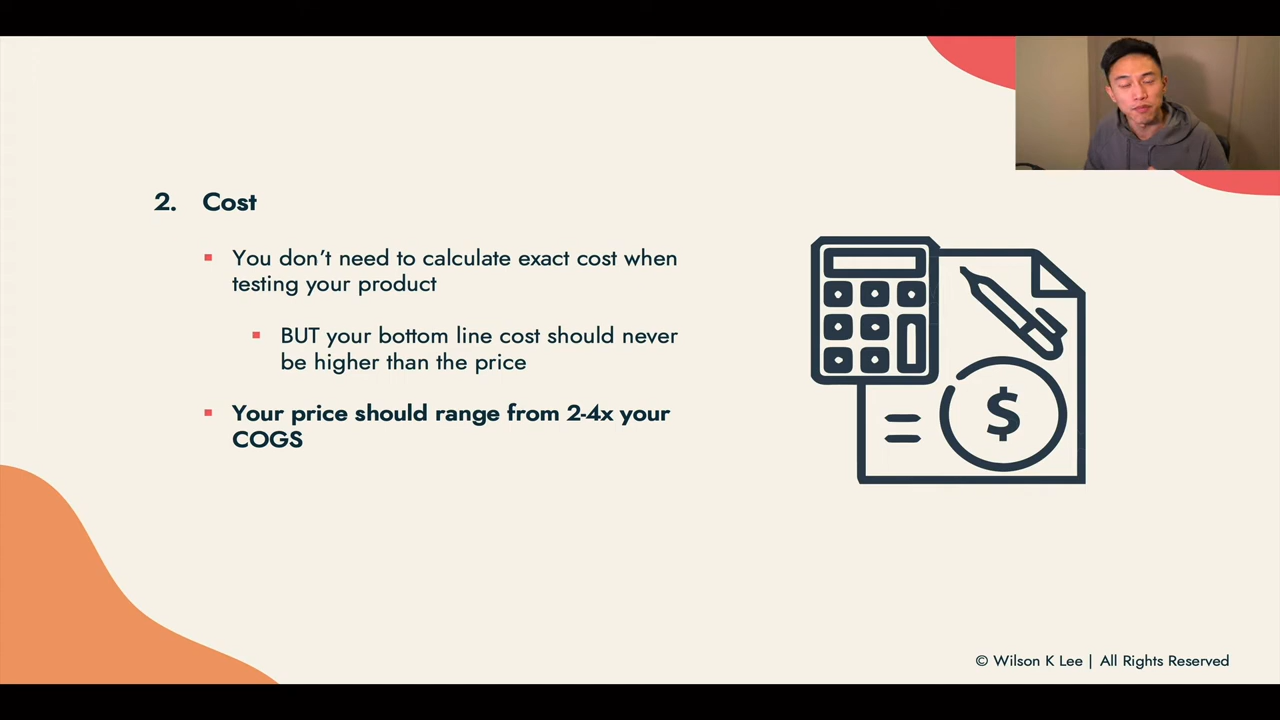 2. Cost
You don't need to calculate exact cost when
testing your product
BUT your bottom line cost should never
be higher than the price
Your price should range from 2-4x your
COGS
$
© Wilson K Lee | All Rights Reserved